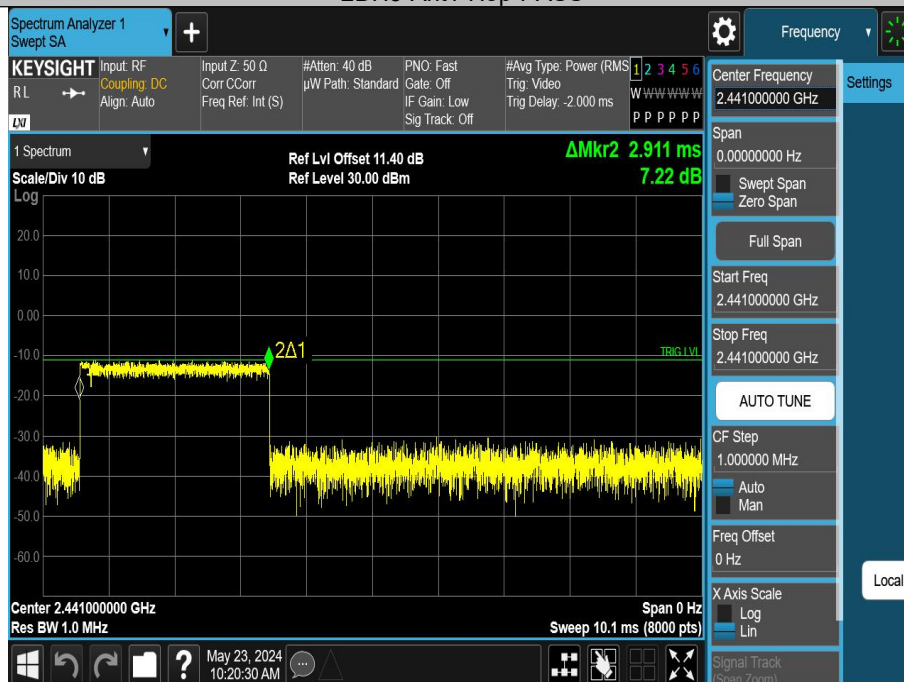 Spectrum Analyzer 1
Swept SA
Frequency
KEYSIGHT
R L
LXI
Input: RF
Coupling: DC
Align: Auto
Input Z: 50 Ω
Corr CCorr
Freq Ref: Int (S)
#Atten: 40 dB
µW Path: Standard
PNO: Fast
Gate: Off
IF Gain: Low
Sig Track: Off
#Avg Type: Power (RMS
Trig: Video
Trig Delay: -2.000 ms
1 2 3 4 5 6
W W W W W W
P P P P P P
Center Frequency
2.441000000 GHz
Settings
1 Spectrum
Scale/Div 10 dB
Ref Lvl Offset 11.40 dB
Ref Level 30.00 dBm
ΔMkr2 2.911 ms
7.22 dB
Log
20.0
10.0
0.00
-10.0
-20.0
-30.0
-40.0
-50.0
-60.0
2Δ1
TRIG LVL
Center 2.441000000 GHz
Res BW 1.0 MHz
Span 0 Hz
Sweep 10.1 ms (8000 pts)
Span
0.00000000 Hz
Swept Span
Zero Span
Full Span
Start Freq
2.441000000 GHz
Stop Freq
2.441000000 GHz
AUTO TUNE
CF Step
1.000000 MHz
Auto
Man
Freq Offset
0 Hz
X Axis Scale
Log
Lin
Signal Track
(Span Zoom)
Local
?
May 23, 2024
10:20:30 AM